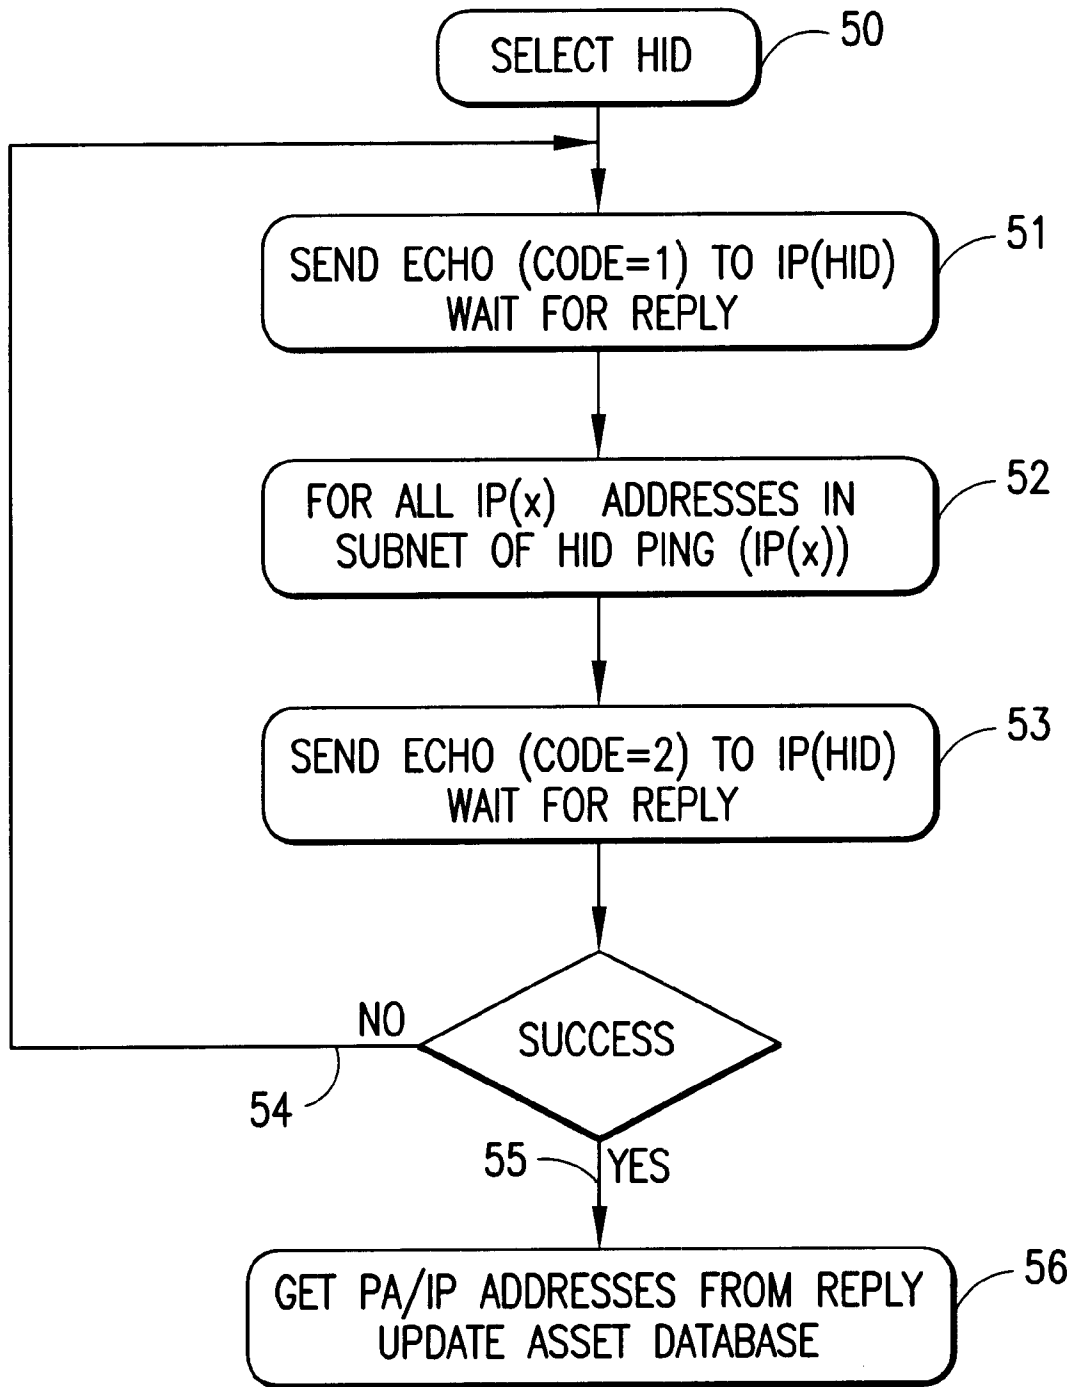 SELECT HID
50
SEND ECHO (CODE=1) TO IP(HID)
WAIT FOR REPLY
51
FOR ALL IP(x) ADDRESSES IN
SUBNET OF HID PING (IP(x))
52
SEND ECHO (CODE=2) TO IP(HID)
WAIT FOR REPLY
53
NO
SUCCESS
54
55
YES
GET PA/IP ADDRESSES FROM REPLY
UPDATE ASSET DATABASE
56